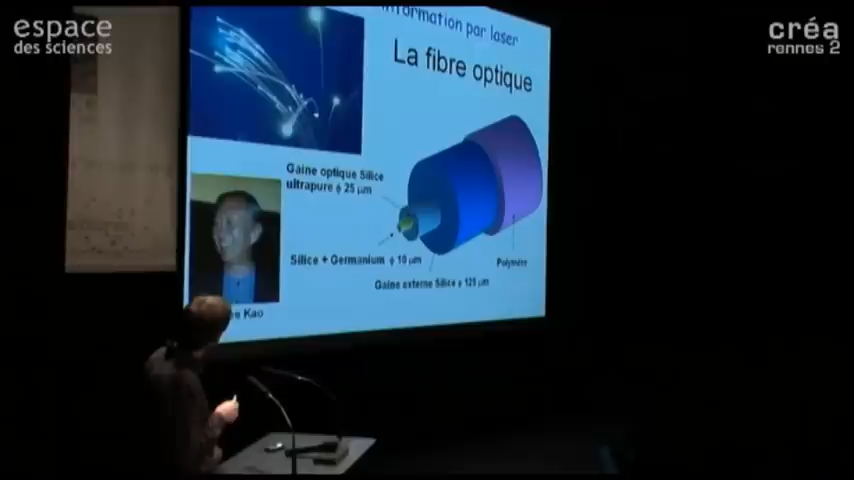 espace
des sciences
créa
rennes 2
information par laser
La fibre optique
Gaine optique Silice
ultrapure ϕ 25 µm
Silice + Germanium ϕ 10 µm
Gaine externe Silice ϕ 125 µm
Polymère
Kao